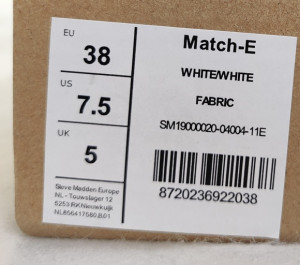 EU
38
US
7.5
UK
5
Steve Madden Europe
NL - Touwslager 12
5253 RK Nieuwkuijk
NL856417580.B01
Match-E
WHITE/WHITE
FABRIC
SM19000020-04004-11E
8720236922038